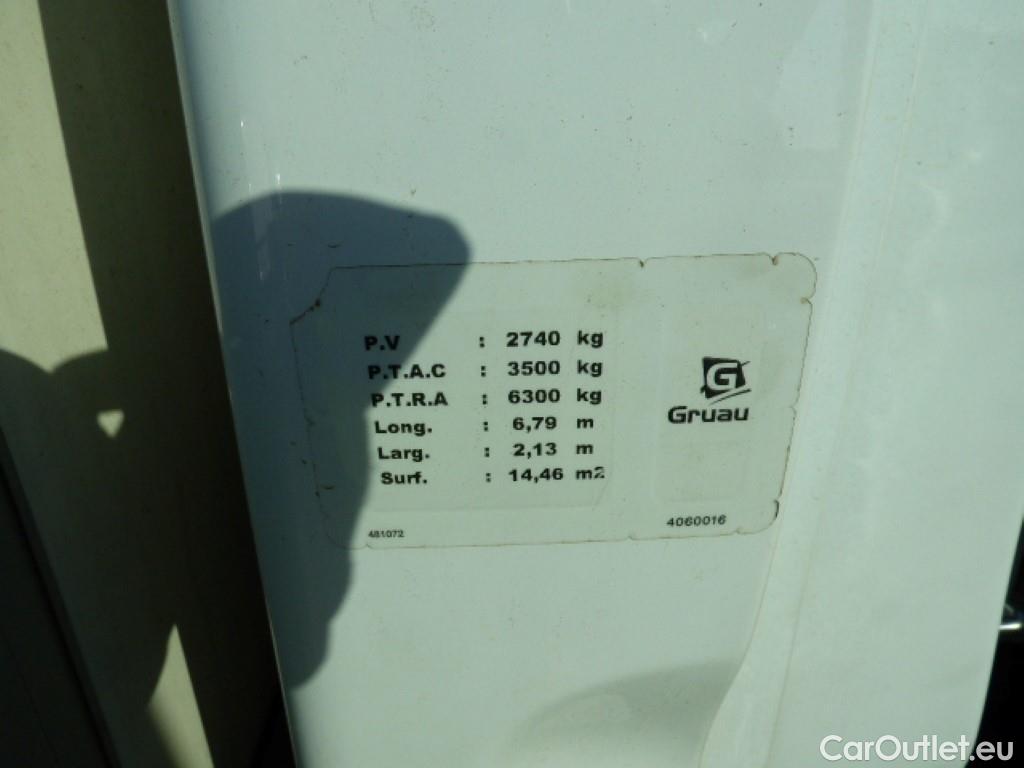 P.V : 2740 kg
P.T.A.C : 3500 kg
P.T.R.A : 6300 kg
Long. : 6,79 m
Larg. : 2,13 m
Surf. : 14,46 m2
G
Gruau
481072
4060016
CarOutlet.eu